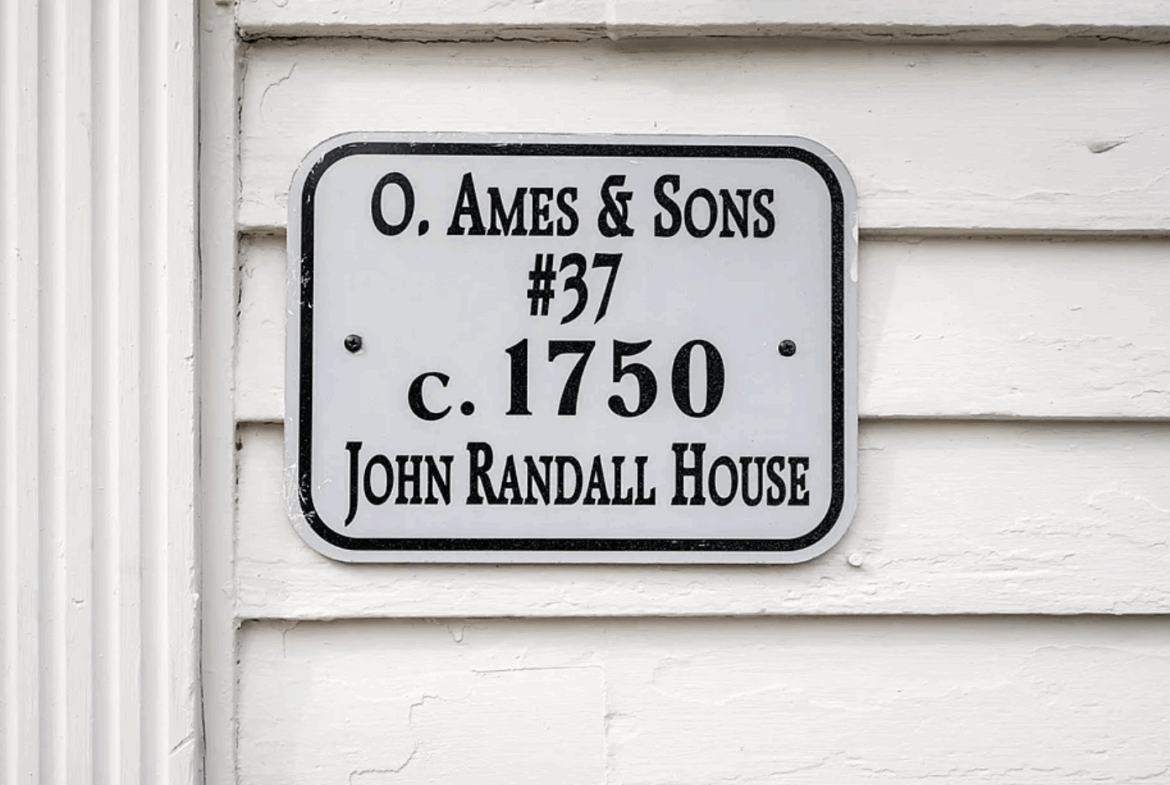 O. AMES & SONS
#37
c. 1750
JOHN RANDALL HOUSE